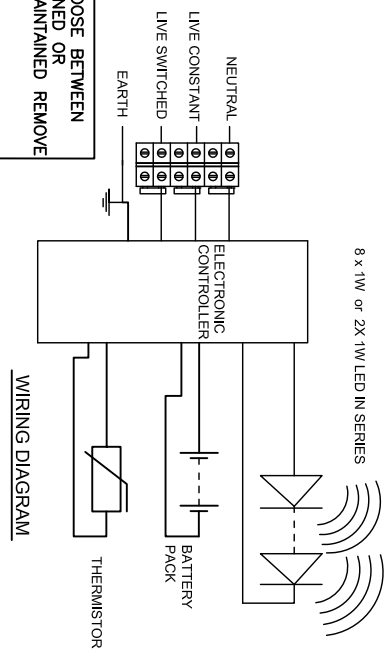 8 x 1W or 2X 1W LED IN SERIES
NEUTRAL
LIVE CONSTANT
LIVE SWITCHED
EARTH
ELECTRONIC
CONTROLLER
BATTERY
PACK
THERMISTOR
OOSE BETWEEN
NED OR
AINTAINED REMOVE
WIRING DIAGRAM